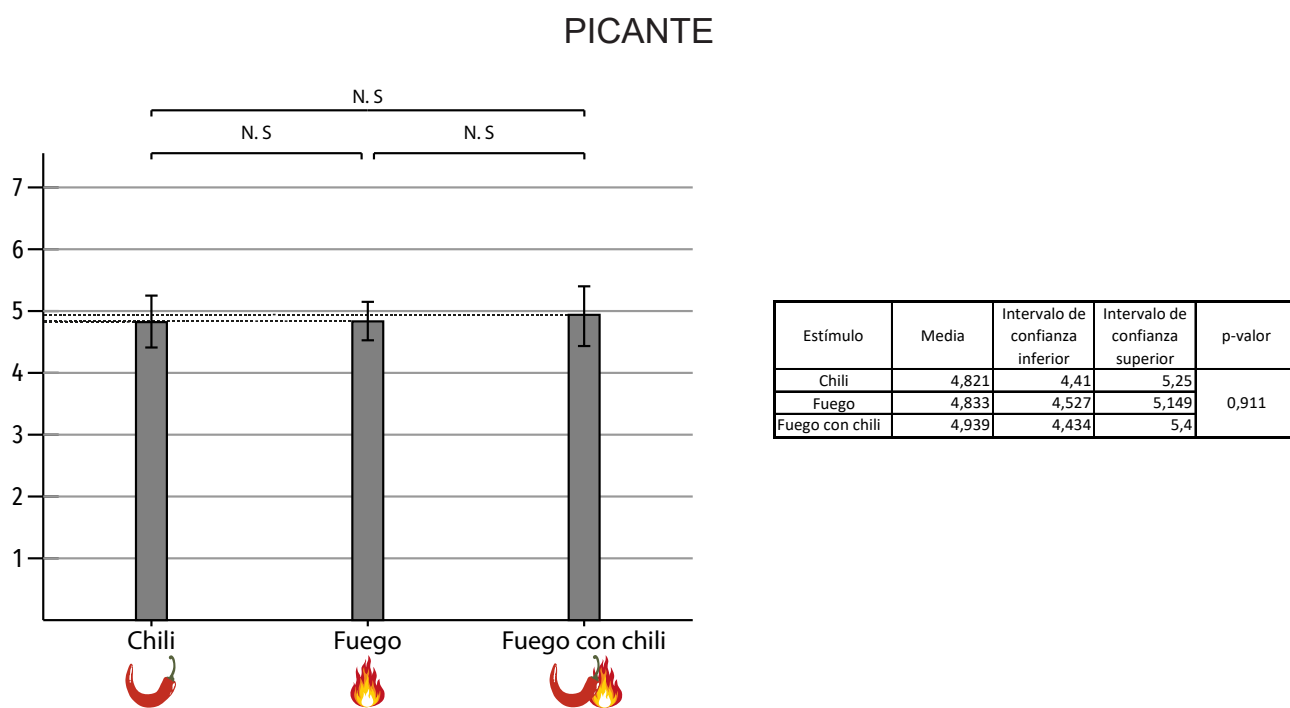 PICANTE
N. S
N. S
N. S
7
6
5
4
3
2
1
Chili
Fuego
Fuego con chili
Estímulo
Media
Intervalo de
confianza
inferior
Intervalo de
confianza
superior
p-valor
Chili 4,821 4,41 5,25
Fuego 4,833 4,527 5,149 0,911
Fuego con chili 4,939 4,434 5,4